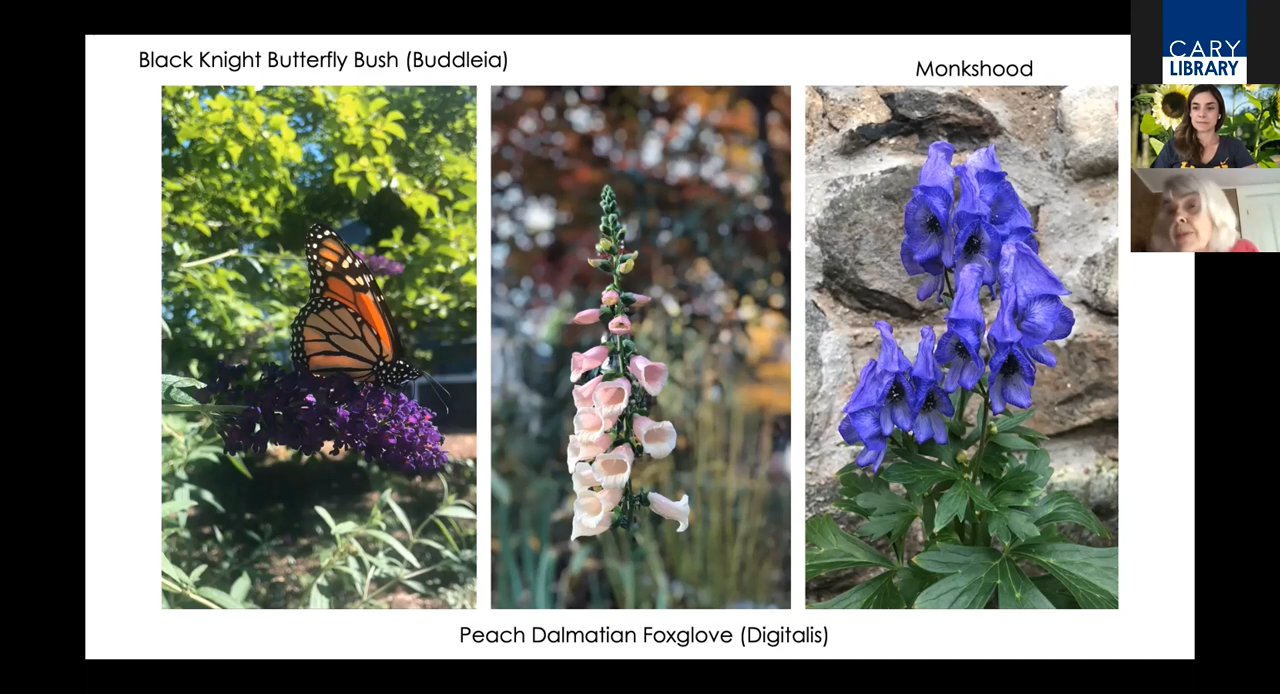 Black Knight Butterfly Bush (Buddleia)
Monkshood
Peach Dalmatian Foxglove (Digitalis)
CARY
LIBRARY